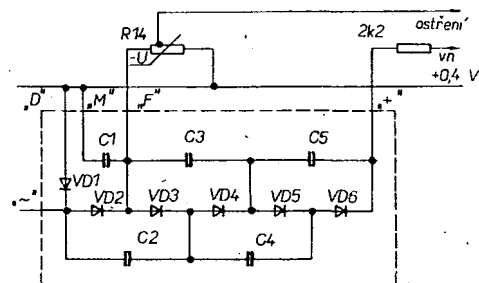 ostření
R14
2k2
-U
vn
+0,4 V
„D“ „M“ „F“ „+“
C1 C3 C5
VD1
VD2 VD3 VD4 VD5 VD6
„~“
C2 C4